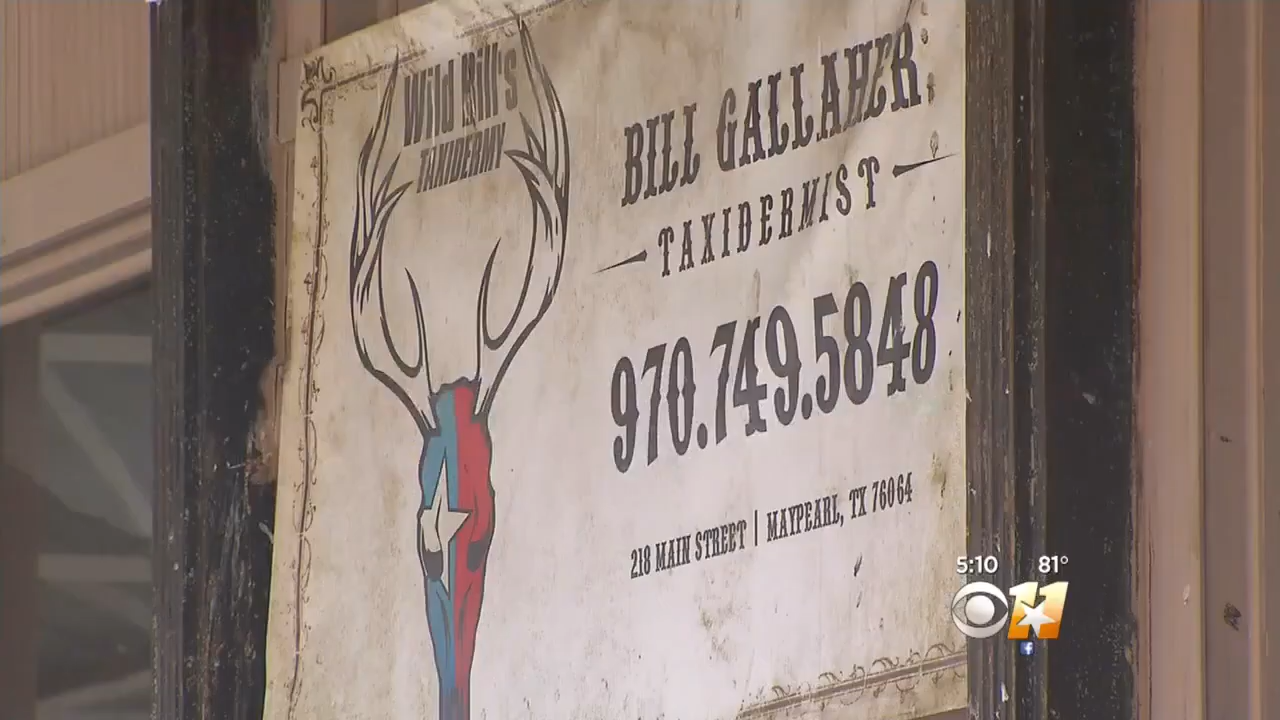 Wild Bill's
TAXIDERMY
BILL GALLAHER
TAXIDERMIST
970.749.5848
218 MAIN STREET | MAYPEARL, TX 76064
5:10 81°
11
f